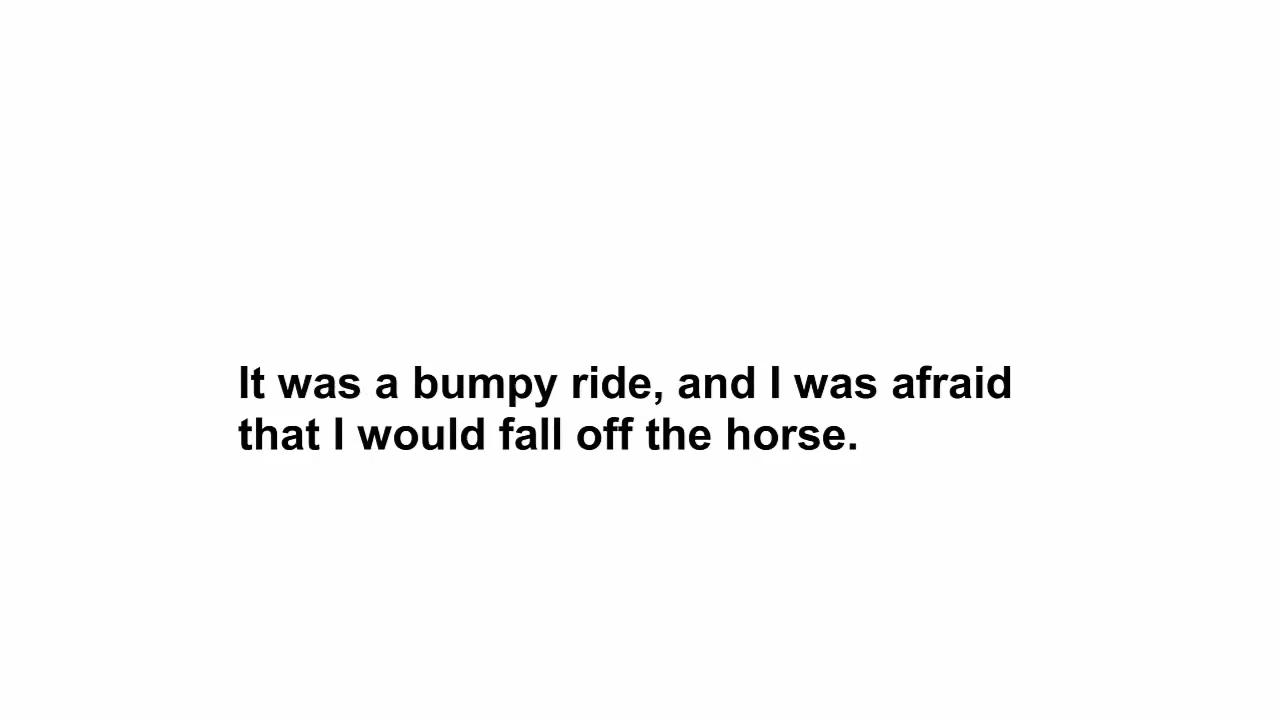 It was a bumpy ride, and I was afraid
that I would fall off the horse.